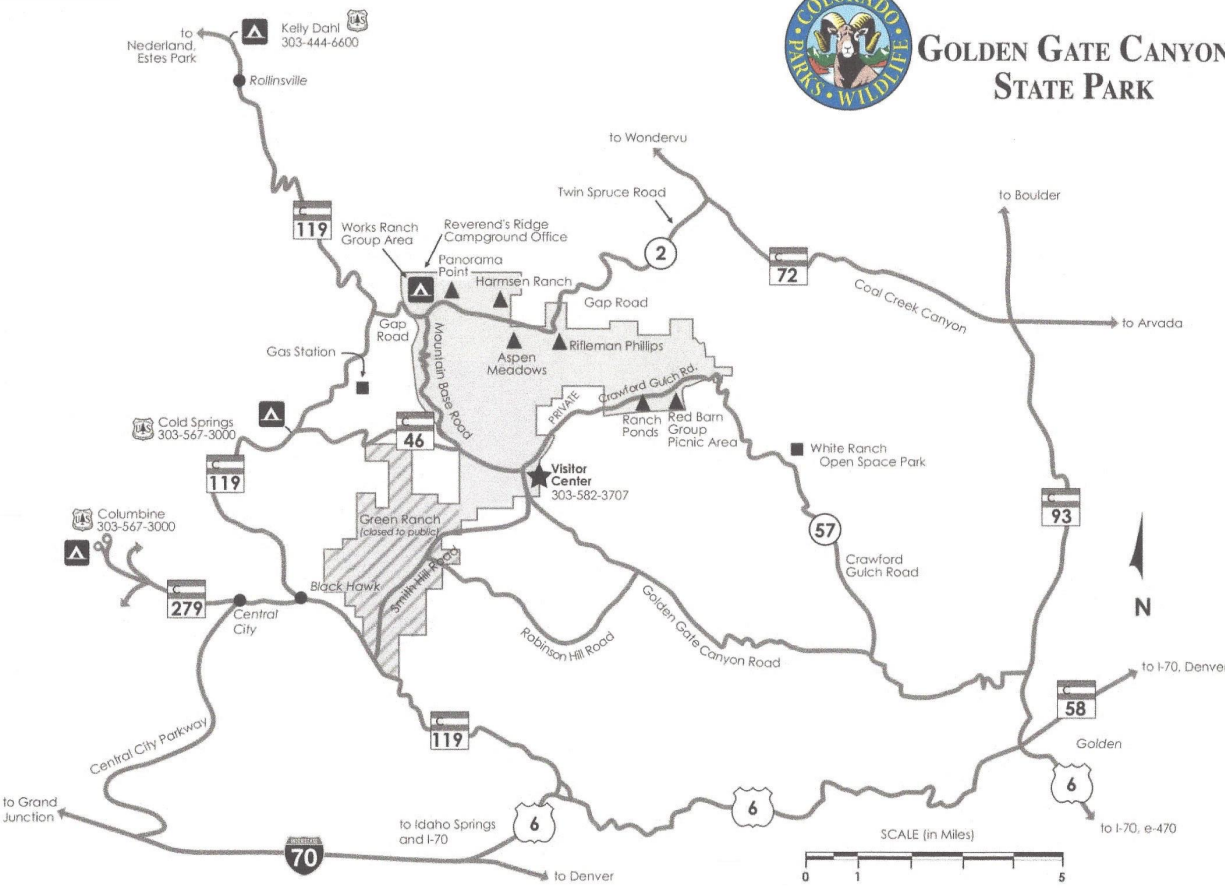 COLORADO
PARKS • WILDLIFE
GOLDEN GATE CANYON
STATE PARK
to
Nederland,
Estes Park
Kelly Dahl
303-444-6600
Rollinsville
to Wondervu
Twin Spruce Road
to Boulder
C
119
Works Ranch
Group Area
Reverend's Ridge
Campground Office
Panorama
Point
Harmsen Ranch
2
C
72
Coal Creek Canyon
to Arvada
Gap
Road
Gap Road
Mountain Base Road
Aspen
Meadows
Rifleman Phillips
Gas Station
PRIVATE
Crawford Gulch Rd.
Ranch
Ponds
Red Barn
Group
Picnic Area
US
Cold Springs
303-567-3000
C
46
C
119
Visitor
Center
303-582-3707
White Ranch
Open Space Park
C
93
US
Columbine
303-567-3000
Green Ranch
(closed to public)
57
Crawford
Gulch Road
N
Smith Hill Road
Black Hawk
C
279
Central
City
Robinson Hill Road
Golden Gate Canyon Road
to I-70, Denver
C
58
Golden
C
119
Central City Parkway
6
6
6
to Grand
Junction
to Idaho Springs
and I-70
INTERSTATE
70
to Denver
to I-70, e-470
SCALE (in Miles)
0 1 3 5